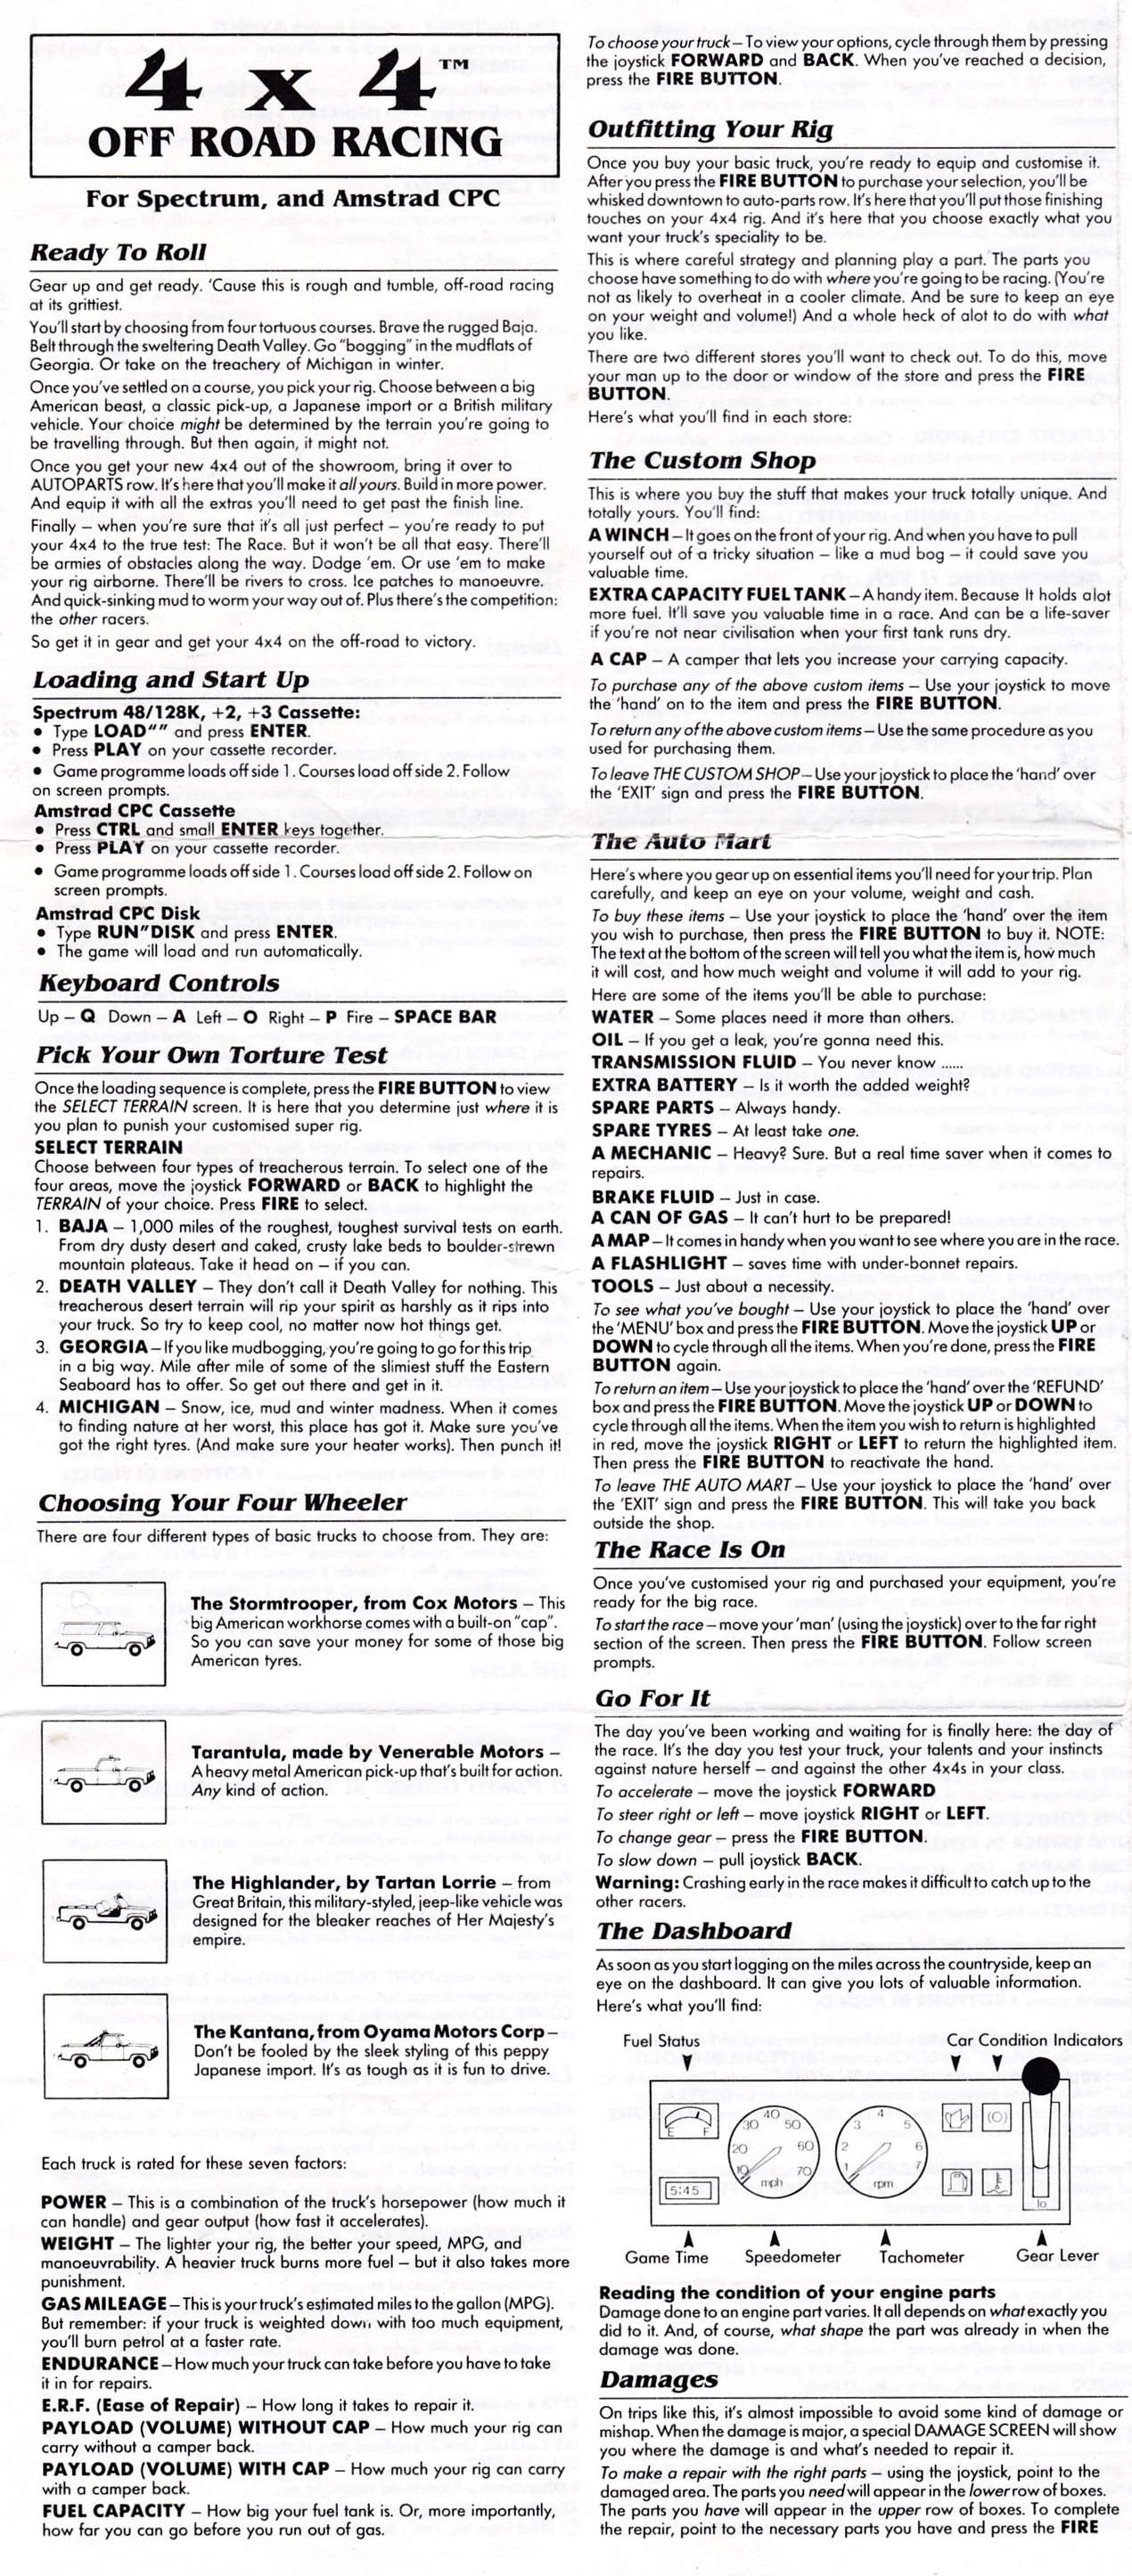 4 x 4™
OFF ROAD RACING
For Spectrum, and Amstrad CPC
Ready To Roll
Gear up and get ready. 'Cause this is rough and tumble, off-road racing
at its grittiest.
You'll start by choosing from four tortuous courses. Brave the rugged Baja.
Belt through the sweltering Death Valley. Go "bogging" in the mudflats of
Georgia. Or take on the treachery of Michigan in winter.
Once you've settled on a course, you pick your rig. Choose between a big
American beast, a classic pick-up, a Japanese import or a British military
vehicle. Your choice might be determined by the terrain you're going to
be travelling through. But then again, it might not.
Once you get your new 4x4 out of the showroom, bring it over to
AUTOPARTS row. It's here that you'll make it all yours. Build in more power.
And equip it with all the extras you'll need to get past the finish line.
Finally – when you're sure that it's all just perfect – you're ready to put
your 4x4 to the true test: The Race. But it won't be all that easy. There'll
be armies of obstacles along the way. Dodge 'em. Or use 'em to make
your rig airborne. There'll be rivers to cross. Ice patches to manoeuvre.
And quick-sinking mud to worm your way out of. Plus there's the competition:
the other racers.
So get it in gear and get your 4x4 on the off-road to victory.
Loading and Start Up
Spectrum 48/128K, +2, +3 Cassette:
● Type LOAD"" and press ENTER.
● Press PLAY on your cassette recorder.
● Game programme loads off side 1. Courses load off side 2. Follow
on screen prompts.
Amstrad CPC Cassette
● Press CTRL and small ENTER keys together.
● Press PLAY on your cassette recorder.
● Game programme loads off side 1. Courses load off side 2. Follow on
screen prompts.
Amstrad CPC Disk
● Type RUN"DISK and press ENTER.
● The game will load and run automatically.
Keyboard Controls
Up – Q Down – A Left – O Right – P Fire – SPACE BAR
Pick Your Own Torture Test
Once the loading sequence is complete, press the FIRE BUTTON to view
the SELECT TERRAIN screen. It is here that you determine just where it is
you plan to punish your customised super rig.
SELECT TERRAIN
Choose between four types of treacherous terrain. To select one of the
four areas, move the joystick FORWARD or BACK to highlight the
TERRAIN of your choice. Press FIRE to select.
1. BAJA – 1,000 miles of the roughest, toughest survival tests on earth.
From dry dusty desert and caked, crusty lake beds to boulder-strewn
mountain plateaus. Take it head on – if you can.
2. DEATH VALLEY – They don't call it Death Valley for nothing. This
treacherous desert terrain will rip your spirit as harshly as it rips into
your truck. So try to keep cool, no matter now hot things get.
3. GEORGIA – If you like mudbogging, you're going to go for this trip
in a big way. Mile after mile of some of the slimiest stuff the Eastern
Seaboard has to offer. So get out there and get in it.
4. MICHIGAN – Snow, ice, mud and winter madness. When it comes
to finding nature at her worst, this place has got it. Make sure you've
got the right tyres. (And make sure your heater works). Then punch it!
Choosing Your Four Wheeler
There are four different types of basic trucks to choose from. They are:
The Stormtrooper, from Cox Motors – This
big American workhorse comes with a built-on "cap".
So you can save your money for some of those big
American tyres.
Tarantula, made by Venerable Motors –
A heavy metal American pick-up that's built for action.
Any kind of action.
The Highlander, by Tartan Lorrie – from
Great Britain, this military-styled, jeep-like vehicle was
designed for the bleaker reaches of Her Majesty's
empire.
The Kantana, from Oyama Motors Corp –
Don't be fooled by the sleek styling of this peppy
Japanese import. It's as tough as it is fun to drive.
Each truck is rated for these seven factors:
POWER – This is a combination of the truck's horsepower (how much it
can handle) and gear output (how fast it accelerates).
WEIGHT – The lighter your rig, the better your speed, MPG, and
manoeuvrability. A heavier truck burns more fuel – but it also takes more
punishment.
GAS MILEAGE – This is your truck's estimated miles to the gallon (MPG).
But remember: if your truck is weighted down with too much equipment,
you'll burn petrol at a faster rate.
ENDURANCE – How much your truck can take before you have to take
it in for repairs.
E.R.F. (Ease of Repair) – How long it takes to repair it.
PAYLOAD (VOLUME) WITHOUT CAP – How much your rig can
carry without a camper back.
PAYLOAD (VOLUME) WITH CAP – How much your rig can carry
with a camper back.
FUEL CAPACITY – How big your fuel tank is. Or, more importantly,
how far you can go before you run out of gas.
To choose your truck – To view your options, cycle through them by pressing
the joystick FORWARD and BACK. When you've reached a decision,
press the FIRE BUTTON.
Outfitting Your Rig
Once you buy your basic truck, you're ready to equip and customise it.
After you press the FIRE BUTTON to purchase your selection, you'll be
whisked downtown to auto-parts row. It's here that you'll put those finishing
touches on your 4x4 rig. And it's here that you choose exactly what you
want your truck's speciality to be.
This is where careful strategy and planning play a part. The parts you
choose have something to do with where you're going to be racing. (You're
not as likely to overheat in a cooler climate. And be sure to keep an eye
on your weight and volume!) And a whole heck of alot to do with what
you like.
There are two different stores you'll want to check out. To do this, move
your man up to the door or window of the store and press the FIRE
BUTTON.
Here's what you'll find in each store:
The Custom Shop
This is where you buy the stuff that makes your truck totally unique. And
totally yours. You'll find:
A WINCH – It goes on the front of your rig. And when you have to pull
yourself out of a tricky situation – like a mud bog – it could save you
valuable time.
EXTRA CAPACITY FUEL TANK – A handy item. Because It holds alot
more fuel. It'll save you valuable time in a race. And can be a life-saver
if you're not near civilisation when your first tank runs dry.
A CAP – A camper that lets you increase your carrying capacity.
To purchase any of the above custom items – Use your joystick to move
the 'hand' on to the item and press the FIRE BUTTON.
To return any of the above custom items – Use the same procedure as you
used for purchasing them.
To leave THE CUSTOM SHOP – Use your joystick to place the 'hand' over
the 'EXIT' sign and press the FIRE BUTTON.
The Auto Mart
Here's where you gear up on essential items you'll need for your trip. Plan
carefully, and keep an eye on your volume, weight and cash.
To buy these items – Use your joystick to place the 'hand' over the item
you wish to purchase, then press the FIRE BUTTON to buy it. NOTE:
The text at the bottom of the screen will tell you what the item is, how much
it will cost, and how much weight and volume it will add to your rig.
Here are some of the items you'll be able to purchase:
WATER – Some places need it more than others.
OIL – If you get a leak, you're gonna need this.
TRANSMISSION FLUID – You never know ......
EXTRA BATTERY – Is it worth the added weight?
SPARE PARTS – Always handy.
SPARE TYRES – At least take one.
A MECHANIC – Heavy? Sure. But a real time saver when it comes to
repairs.
BRAKE FLUID – Just in case.
A CAN OF GAS – It can't hurt to be prepared!
A MAP – It comes in handy when you want to see where you are in the race.
A FLASHLIGHT – saves time with under-bonnet repairs.
TOOLS – Just about a necessity.
To see what you've bought – Use your joystick to place the 'hand' over
the 'MENU' box and press the FIRE BUTTON. Move the joystick UP or
DOWN to cycle through all the items. When you're done, press the FIRE
BUTTON again.
To return an item – Use your joystick to place the 'hand' over the 'REFUND'
box and press the FIRE BUTTON. Move the joystick UP or DOWN to
cycle through all the items. When the item you wish to return is highlighted
in red, move the joystick RIGHT or LEFT to return the highlighted item.
Then press the FIRE BUTTON to reactivate the hand.
To leave THE AUTO MART – Use your joystick to place the 'hand' over
the 'EXIT' sign and press the FIRE BUTTON. This will take you back
outside the shop.
The Race Is On
Once you've customised your rig and purchased your equipment, you're
ready for the big race.
To start the race – move your 'man' (using the joystick) over to the far right
section of the screen. Then press the FIRE BUTTON. Follow screen
prompts.
Go For It
The day you've been working and waiting for is finally here: the day of
the race. It's the day you test your truck, your talents and your instincts
against nature herself – and against the other 4x4s in your class.
To accelerate – move the joystick FORWARD
To steer right or left – move joystick RIGHT or LEFT.
To change gear – press the FIRE BUTTON.
To slow down – pull joystick BACK.
Warning: Crashing early in the race makes it difficult to catch up to the
other racers.
The Dashboard
As soon as you start logging on the miles across the countryside, keep an
eye on the dashboard. It can give you lots of valuable information.
Here's what you'll find:
Fuel Status Car Condition Indicators
E F
10 20 30 40 50 60 70
mph
1 2 3 4 5 6 7
rpm
(O)
5:45
lo
Game Time Speedometer Tachometer Gear Lever
Reading the condition of your engine parts
Damage done to an engine part varies. It all depends on what exactly you
did to it. And, of course, what shape the part was already in when the
damage was done.
Damages
On trips like this, it's almost impossible to avoid some kind of damage or
mishap. When the damage is major, a special DAMAGE SCREEN will show
you where the damage is and what's needed to repair it.
To make a repair with the right parts – using the joystick, point to the
damaged area. The parts you need will appear in the lower row of boxes.
The parts you have will appear in the upper row of boxes. To complete
the repair, point to the necessary parts you have and press the FIRE